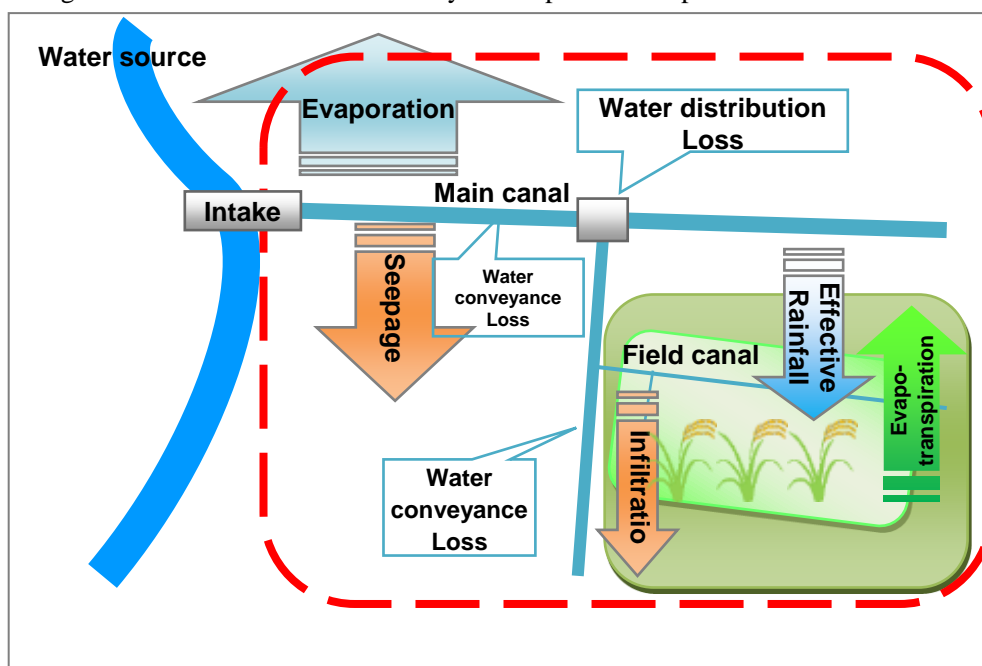 Water source
Evaporation
Water distribution
Loss
Main canal
Intake
Seepage
Water
conveyance
Loss
Effective
Rainfall
Field canal
Evapo-
transpiration
Infiltratio
Water
conveyance
Loss